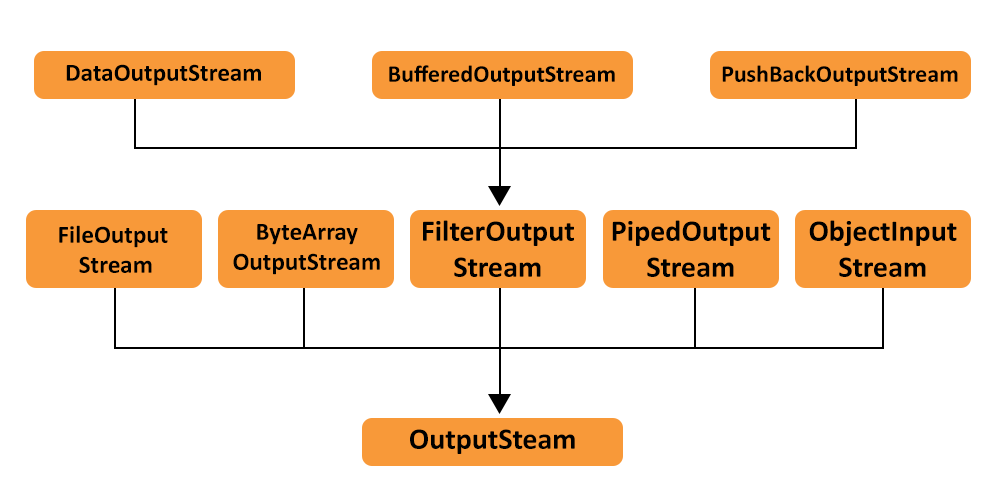 DataOutputStream
BufferedOutputStream
PushBackOutputStream
FileOutput
Stream
ByteArray
OutputStream
FilterOutput
Stream
PipedOutput
Stream
ObjectInput
Stream
OutputSteam